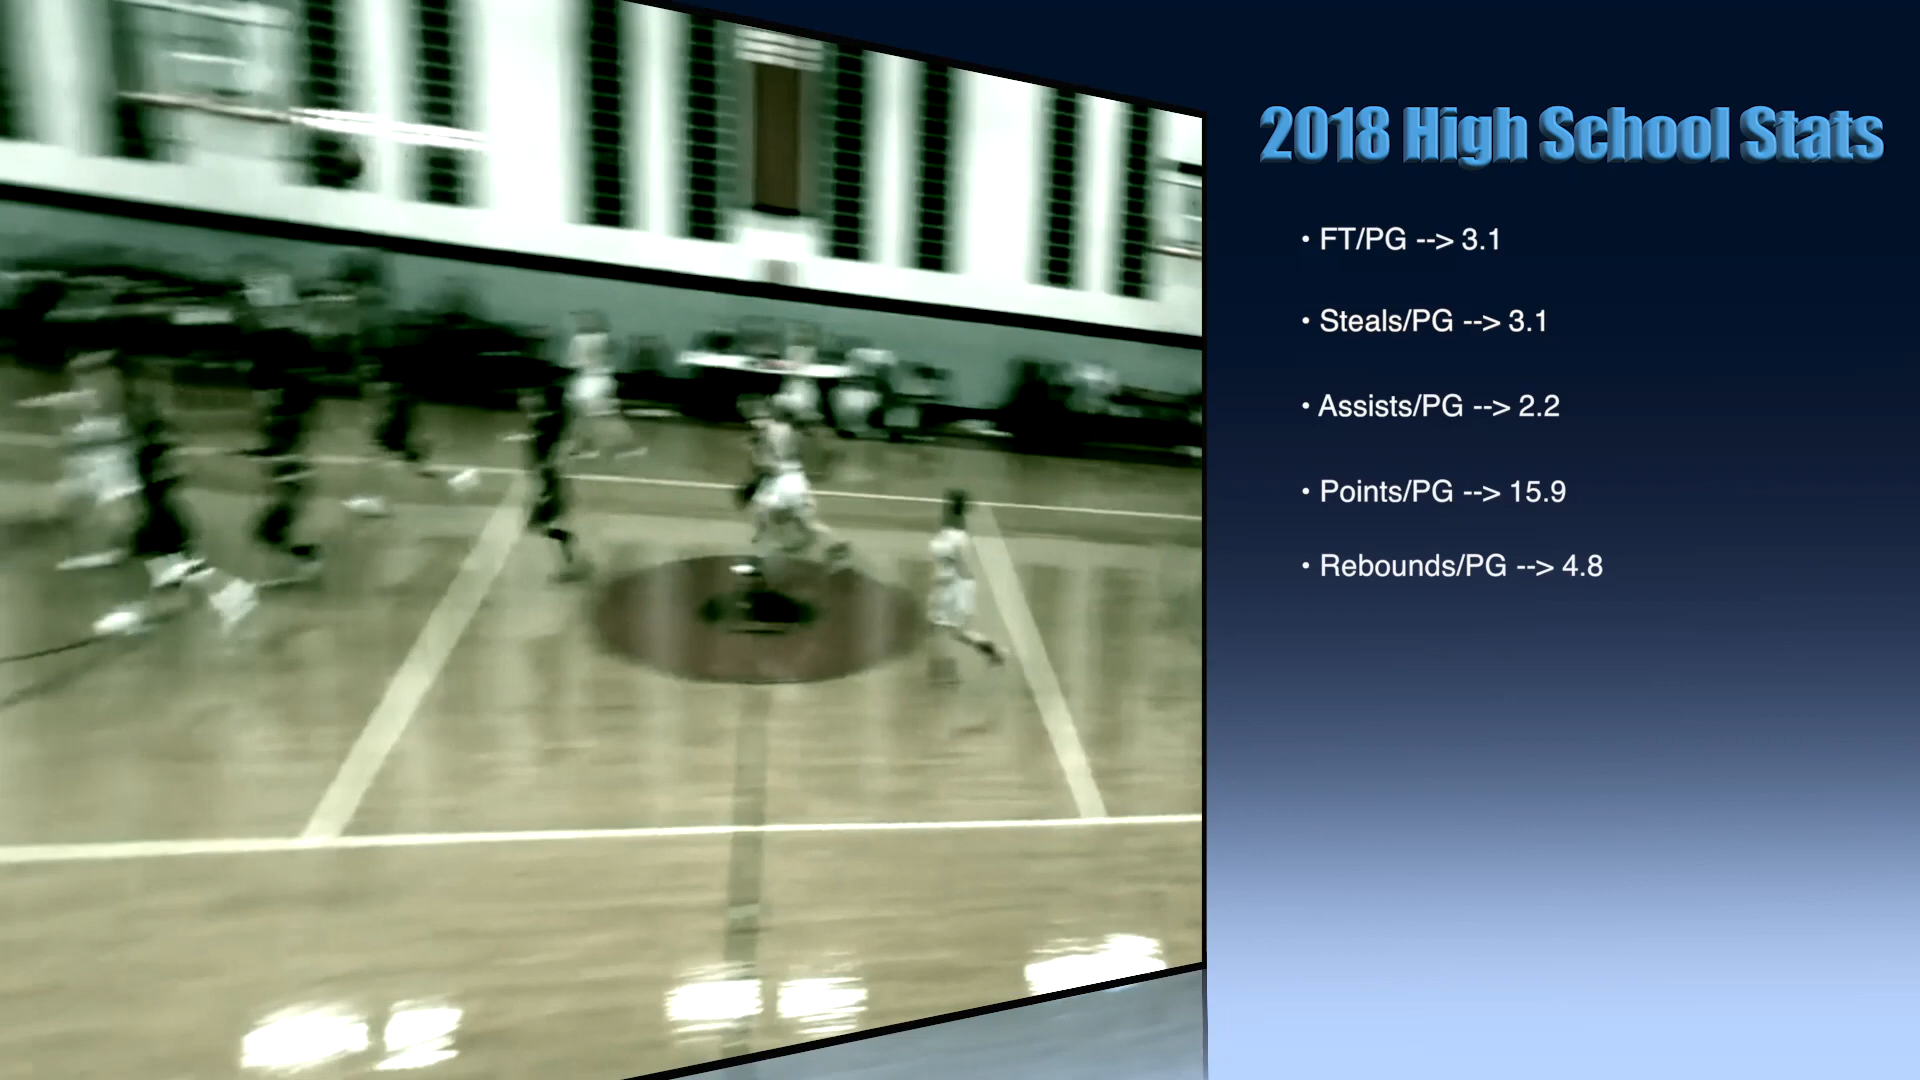 2018 High School Stats
• FT/PG --> 3.1
• Steals/PG --> 3.1
• Assists/PG --> 2.2
• Points/PG --> 15.9
• Rebounds/PG --> 4.8